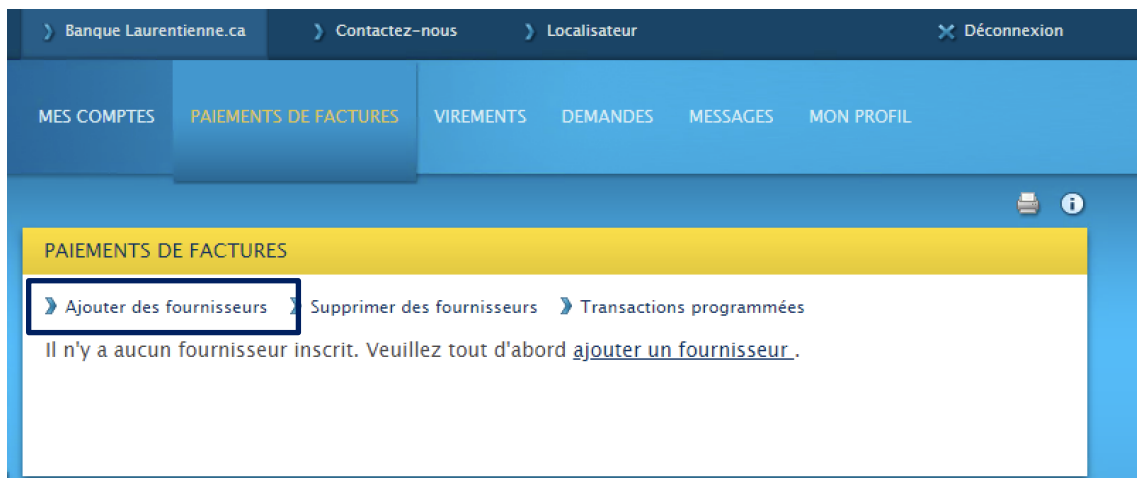 Banque Laurentienne.ca Contactez-nous Localisateur Déconnexion
MES COMPTES PAIEMENTS DE FACTURES VIREMENTS DEMANDES MESSAGES MON PROFIL
PAIEMENTS DE FACTURES
Ajouter des fournisseurs Supprimer des fournisseurs Transactions programmées
Il n'y a aucun fournisseur inscrit. Veuillez tout d'abord ajouter un fournisseur .